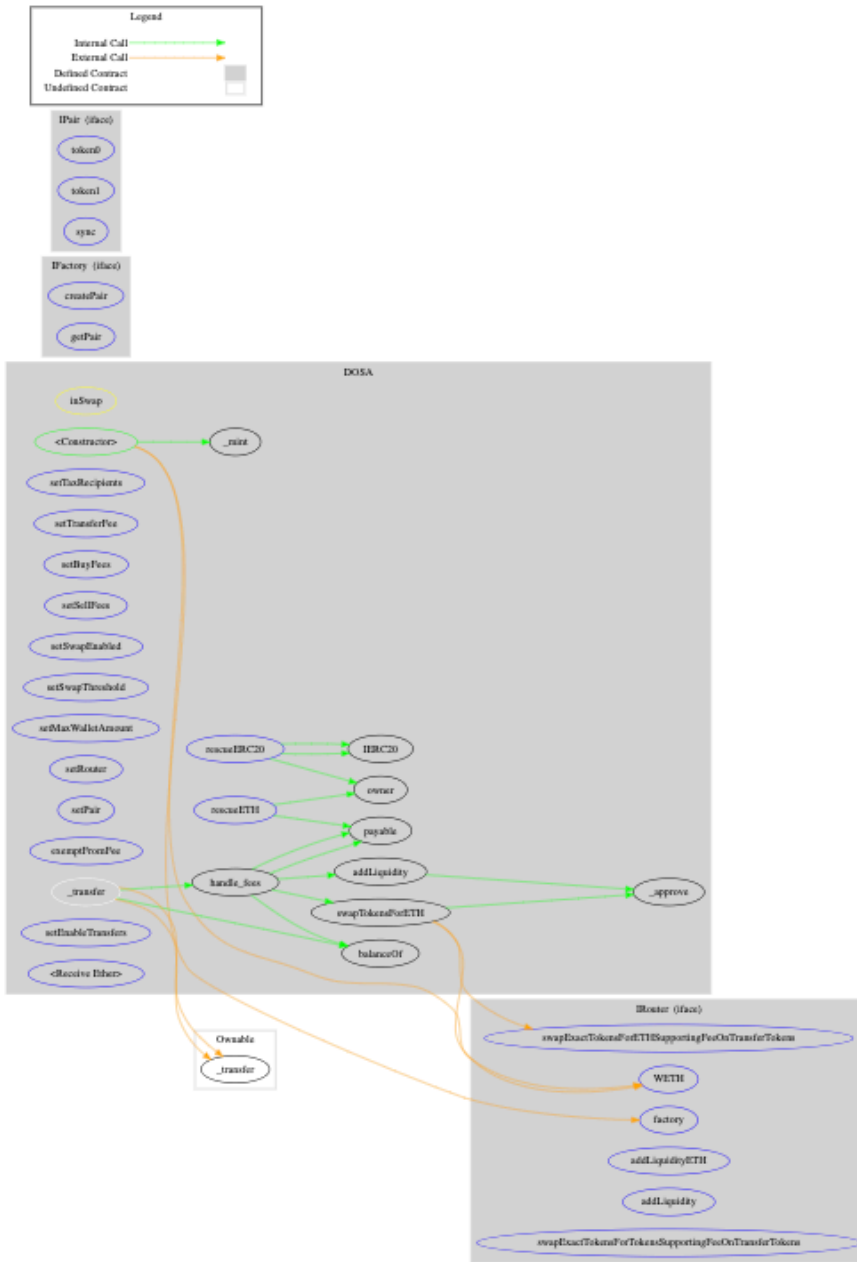 Legend
Internal Call
External Call
Defined Contract
Undefined Contract
IPair (iface)
token0
token1
sync
IFactory (iface)
createPair
getPair
DOSA
inSwap
<Constructor>
_mint
setTaxRecipients
setTransferFee
setBuyFees
setSellFees
setSwapEnabled
setSwapThreshold
setMaxWalletAmount
rescueERC20
IERC20
setRouter
owner
setPair
rescueETH
payable
exemptFromFee
addLiquidity
_transfer
handle_fees
_approve
swapTokensForETH
setEnableTransfers
balanceOf
<Receive Ether>
IRouter (iface)
Ownable
swapExactTokensForETHSupportingFeeOnTransferTokens
_transfer
WETH
factory
addLiquidityETH
addLiquidity
swapExactTokensForTokensSupportingFeeOnTransferTokens